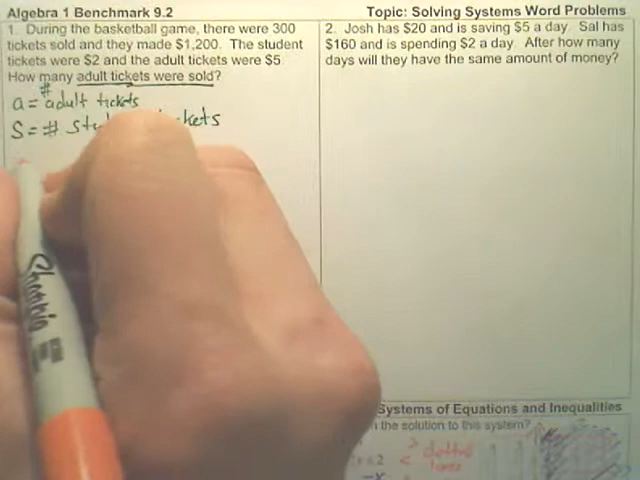 Algebra 1 Benchmark 9.2
Topic: Solving Systems Word Problems
1. During the basketball game, there were 300
tickets sold and they made $1,200. The student
tickets were $2 and the adult tickets were $5
How many adult tickets were sold?
#
a = adult tickets
S = # st kets
2. Josh has $20 and is saving $5 a day. Sal has
$160 and is spending $2 a day. After how many
days will they have the same amount of money?
Sharpie
Systems of Equations and Inequalities
the solution to this system?
< dotted
lines